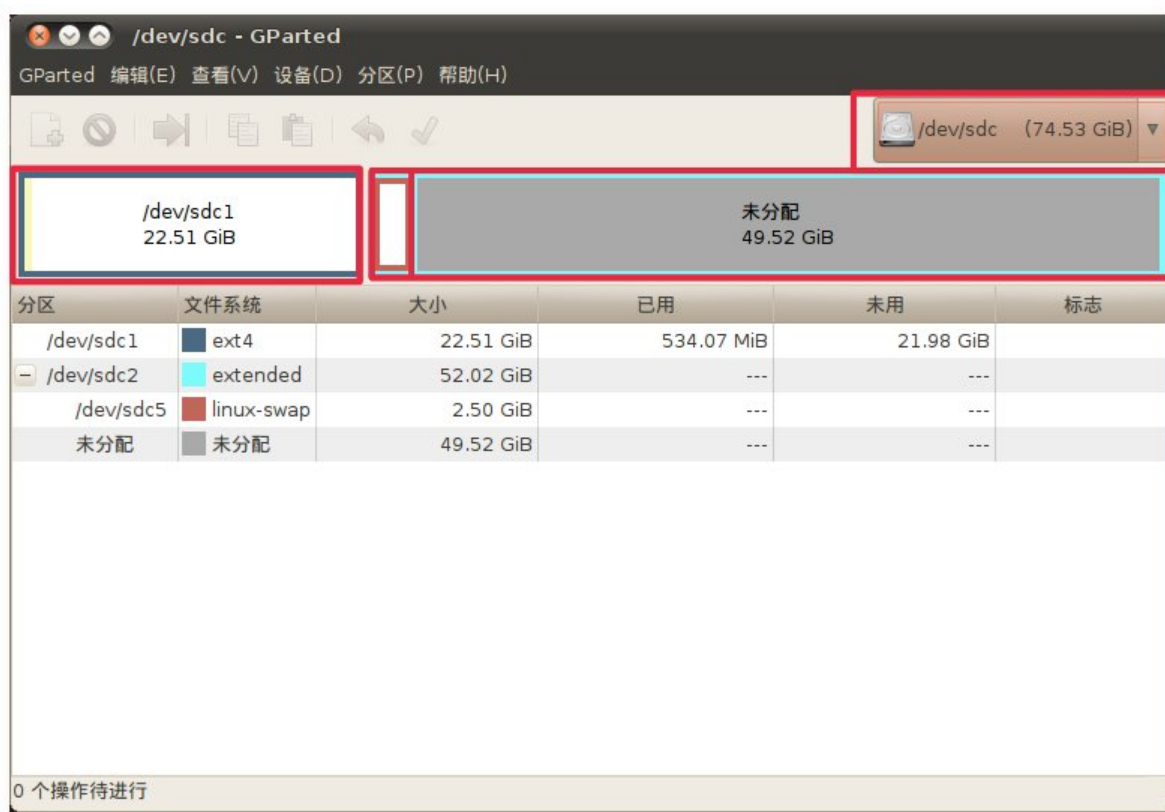 /dev/sdc - GParted
GParted 编辑(E) 查看(V) 设备(D) 分区(P) 帮助(H)
/dev/sdc (74.53 GiB)
/dev/sdc1
22.51 GiB
未分配
49.52 GiB
分区 文件系统 大小 已用 未用 标志
/dev/sdc1 ext4 22.51 GiB 534.07 MiB 21.98 GiB
/dev/sdc2 extended 52.02 GiB --- ---
/dev/sdc5 linux-swap 2.50 GiB --- ---
未分配 未分配 49.52 GiB --- ---
0 个操作待进行